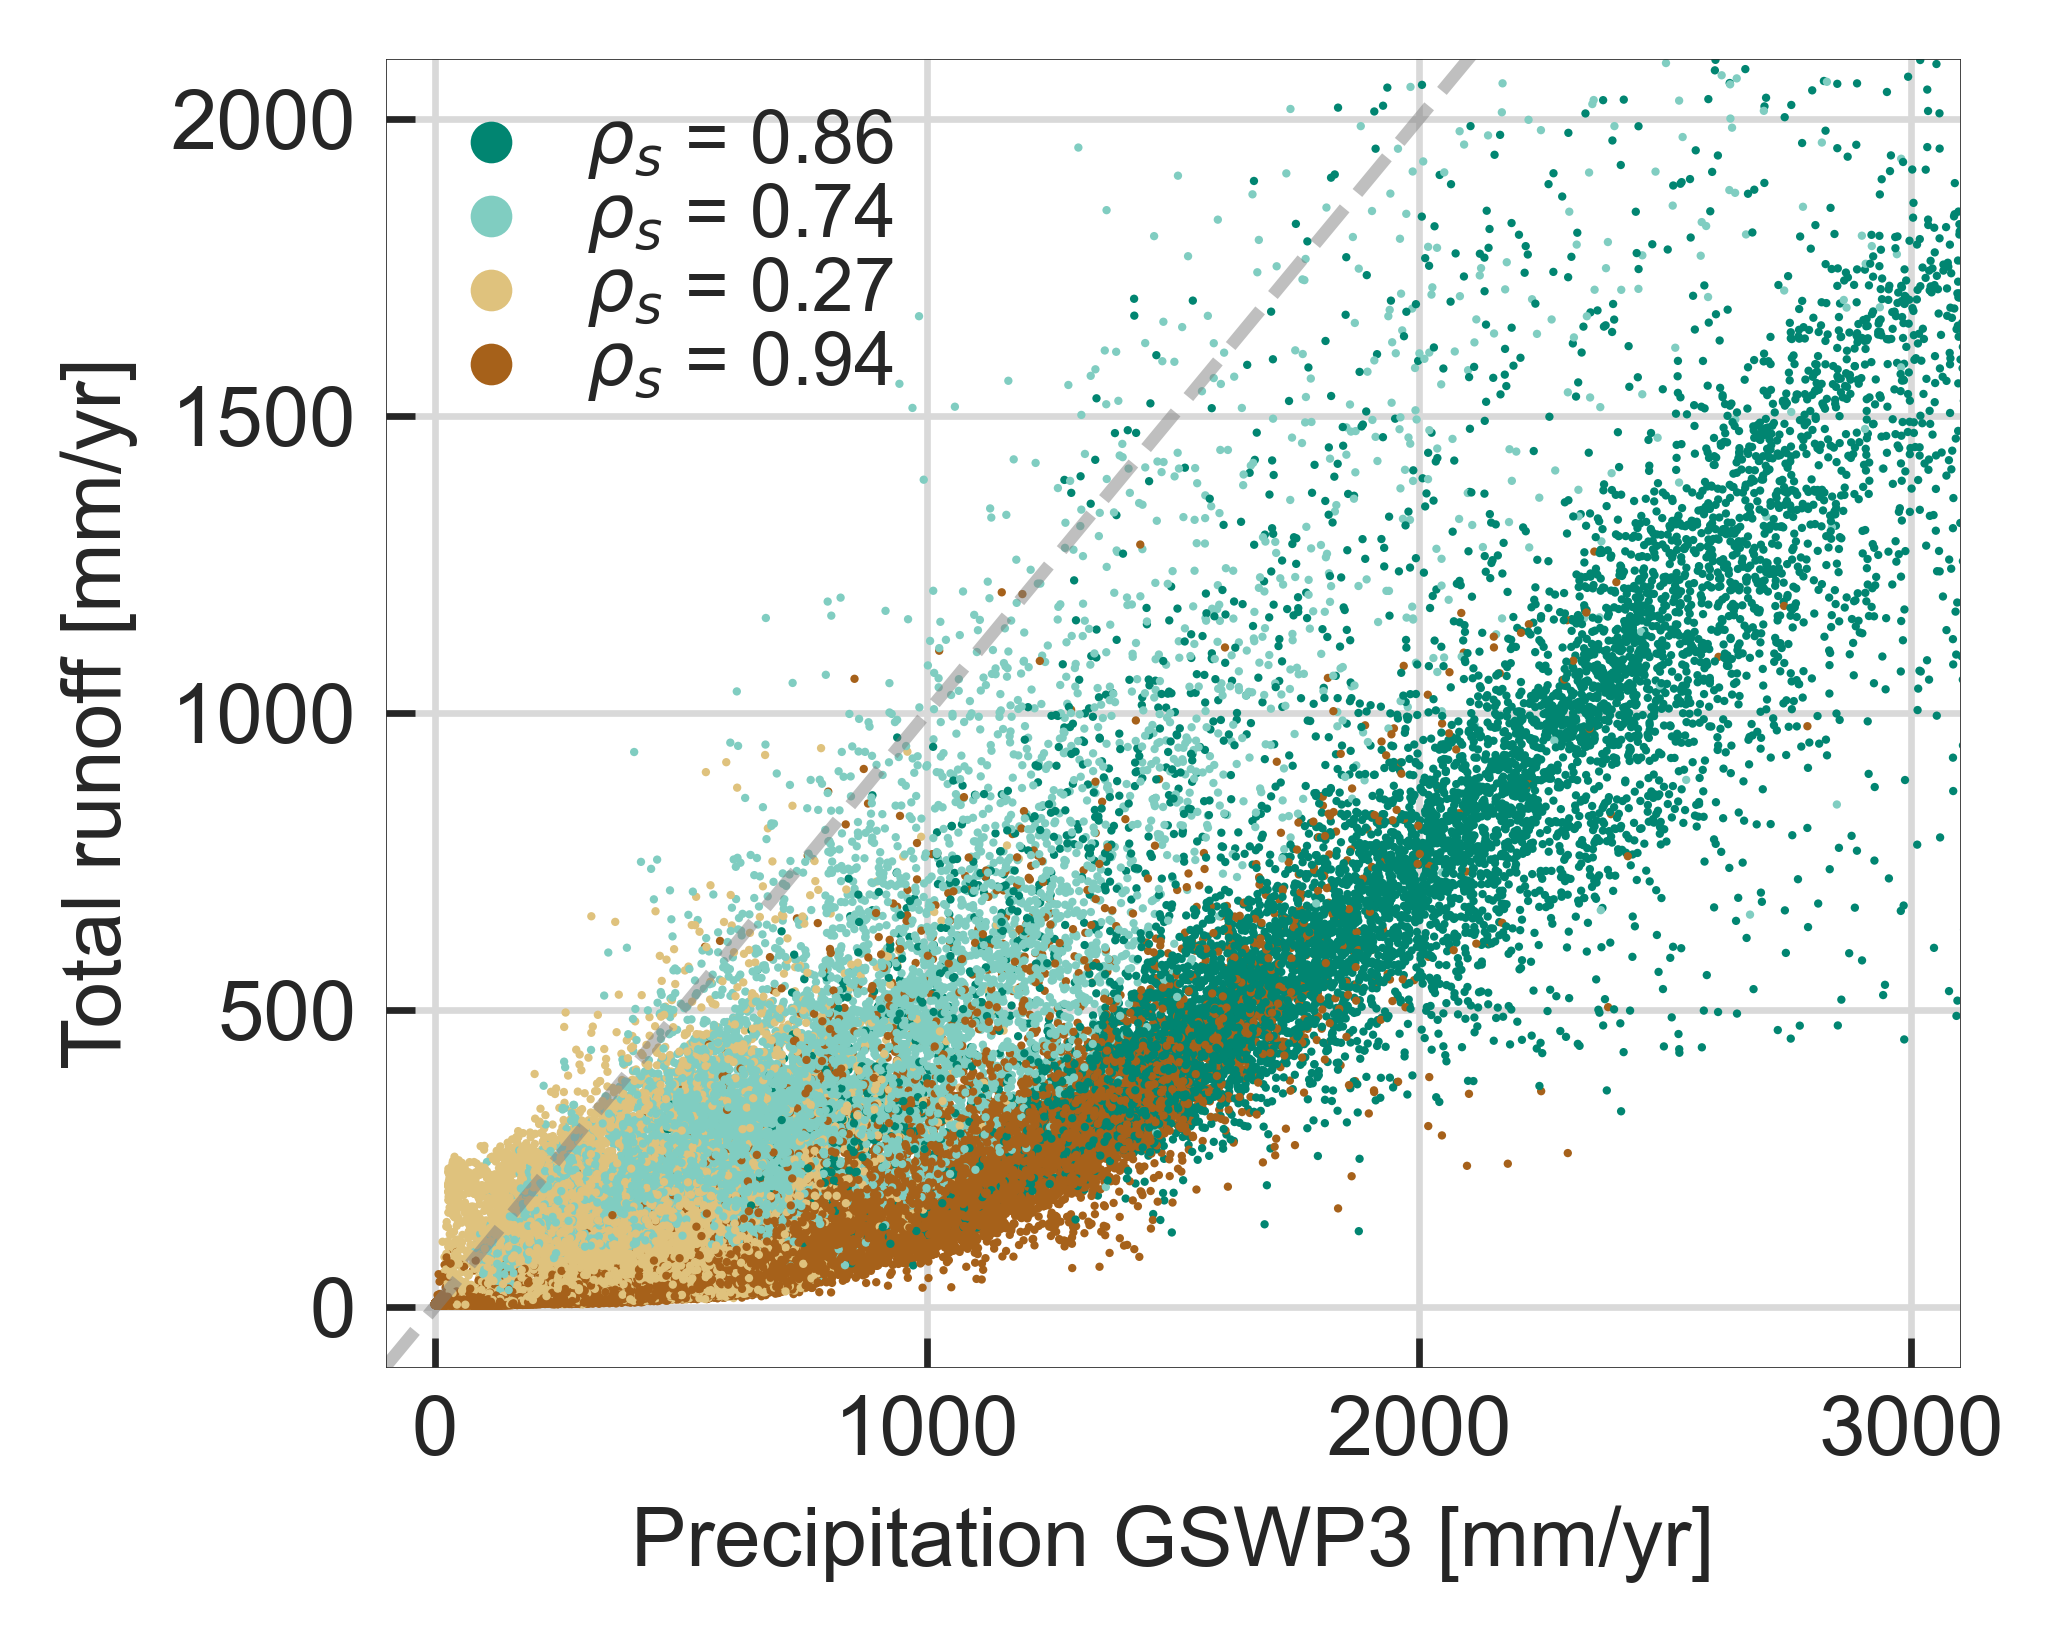 2000
1500
1000
500
0
Total runoff [mm/yr]
ρs = 0.86
ρs = 0.74
ρs = 0.27
ρs = 0.94
0 1000 2000 3000
Precipitation GSWP3 [mm/yr]